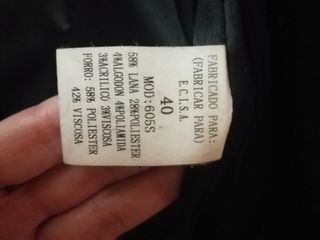 FABRICADO PARA:
(FABRICAR PARA)
E.C.I.S.A.
40
MOD:605S
58% LANA 28%POLIESTER
4%ALGODON 4%POLIAMIDA
3%ACRILICO 3%VISCOSA
FORRO: 58% POLIESTER
42% VISCOSA